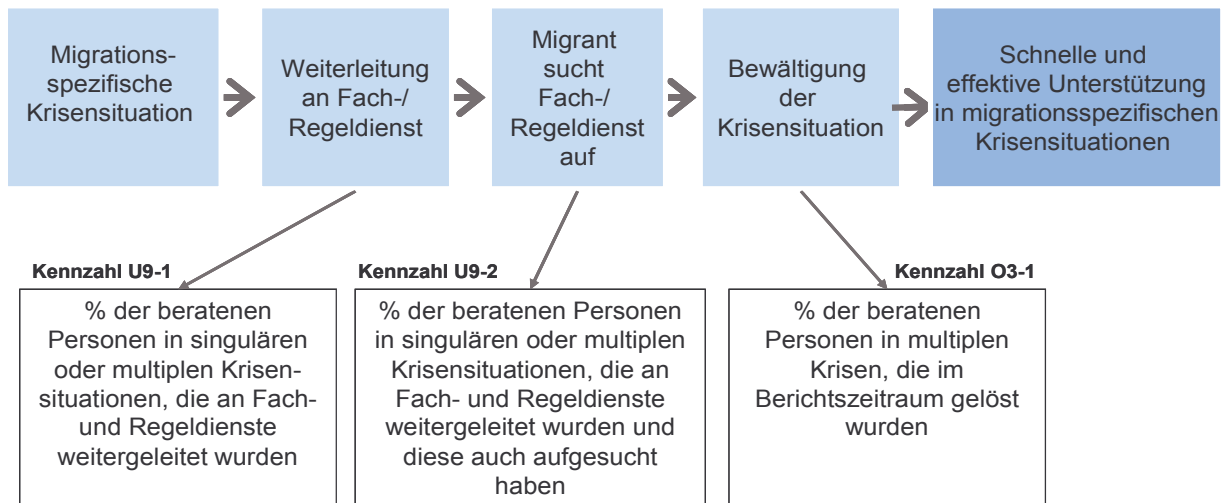 Migrations-
spezifische
Krisensituation
Weiterleitung
an Fach-/
Regeldienst
Migrant
sucht
Fach-/
Regeldienst
auf
Bewältigung
der
Krisensituation
Schnelle und
effektive Unterstützung
in migrationsspezifischen
Krisensituationen
Kennzahl U9-1
% der beratenen
Personen in singulären
oder multiplen Krisen-
situationen, die an Fach-
und Regeldienste
weitergeleitet wurden
Kennzahl U9-2
% der beratenen Personen
in singulären oder multiplen
Krisensituationen, die an
Fach- und Regeldienste
weitergeleitet wurden und
diese auch aufgesucht
haben
Kennzahl O3-1
% der beratenen
Personen in multiplen
Krisen, die im
Berichtszeitraum gelöst
wurden